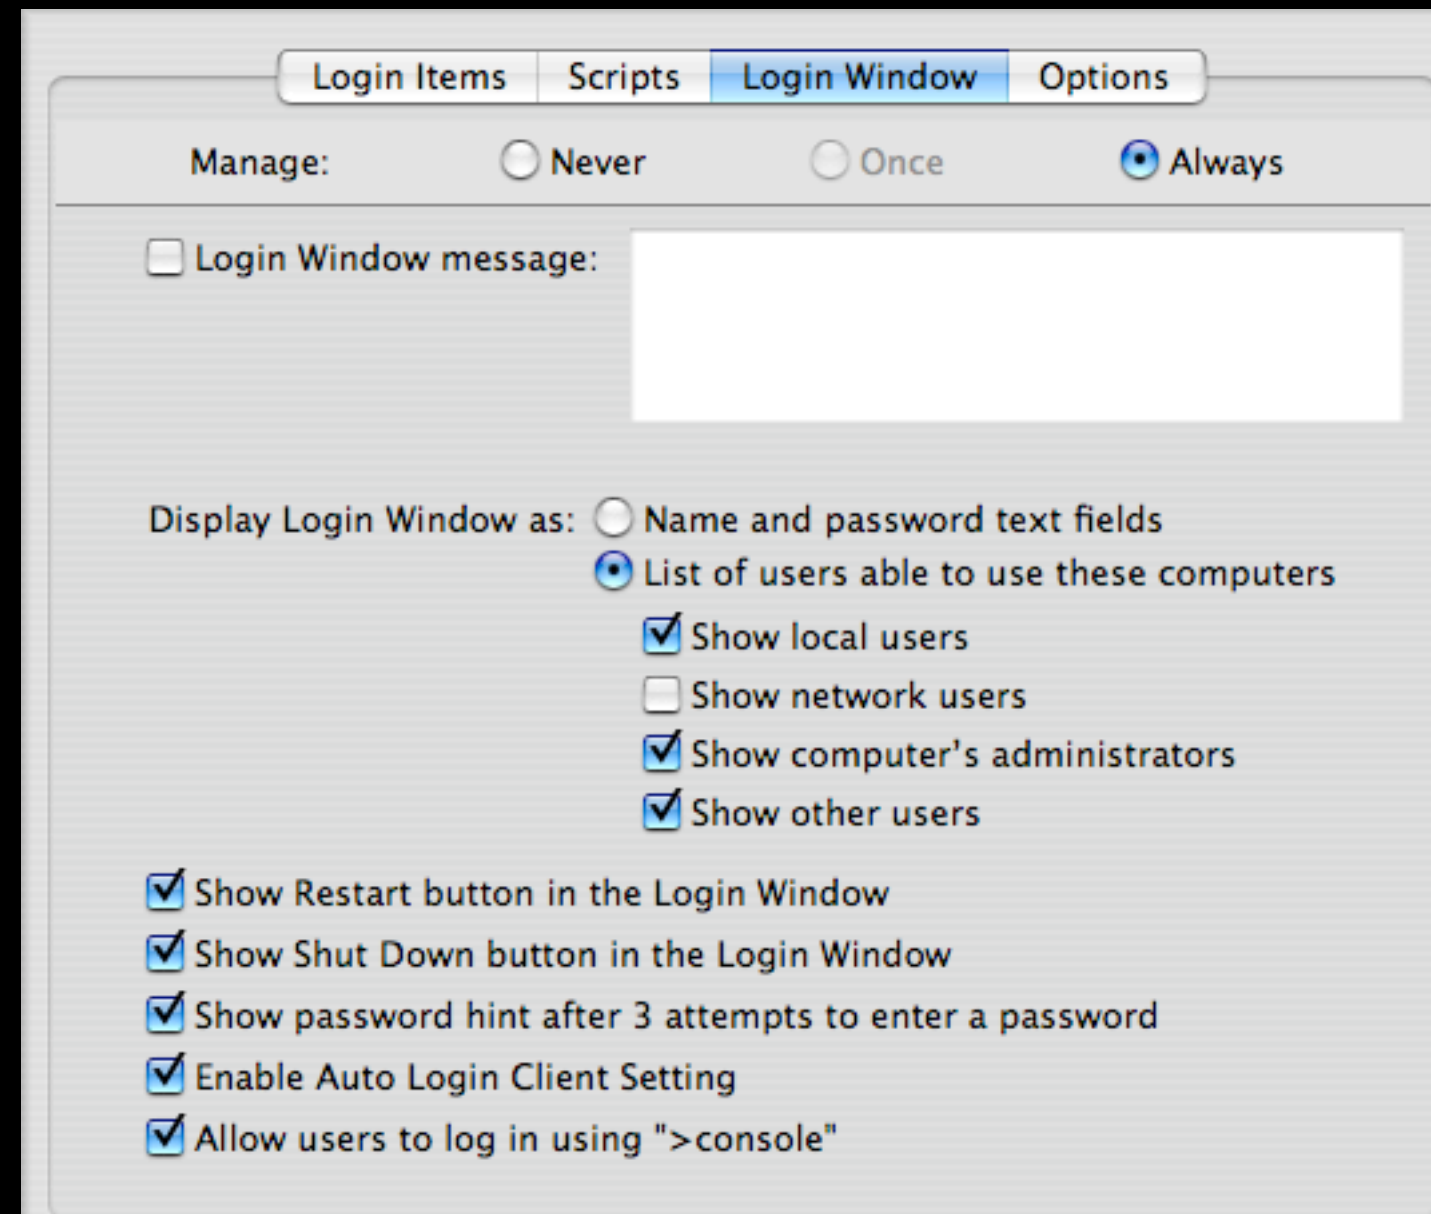 Login Items Scripts Login Window Options
Manage: Never Once Always
Login Window message:
Display Login Window as: Name and password text fields
List of users able to use these computers
Show local users
Show network users
Show computer's administrators
Show other users
Show Restart button in the Login Window
Show Shut Down button in the Login Window
Show password hint after 3 attempts to enter a password
Enable Auto Login Client Setting
Allow users to log in using ">console"